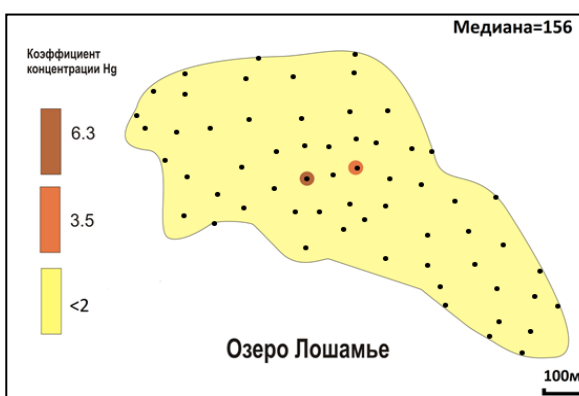 Медиана=156
Коэффициент
концентрации Hg
6.3
3.5
<2
Озеро Лошамье
100м